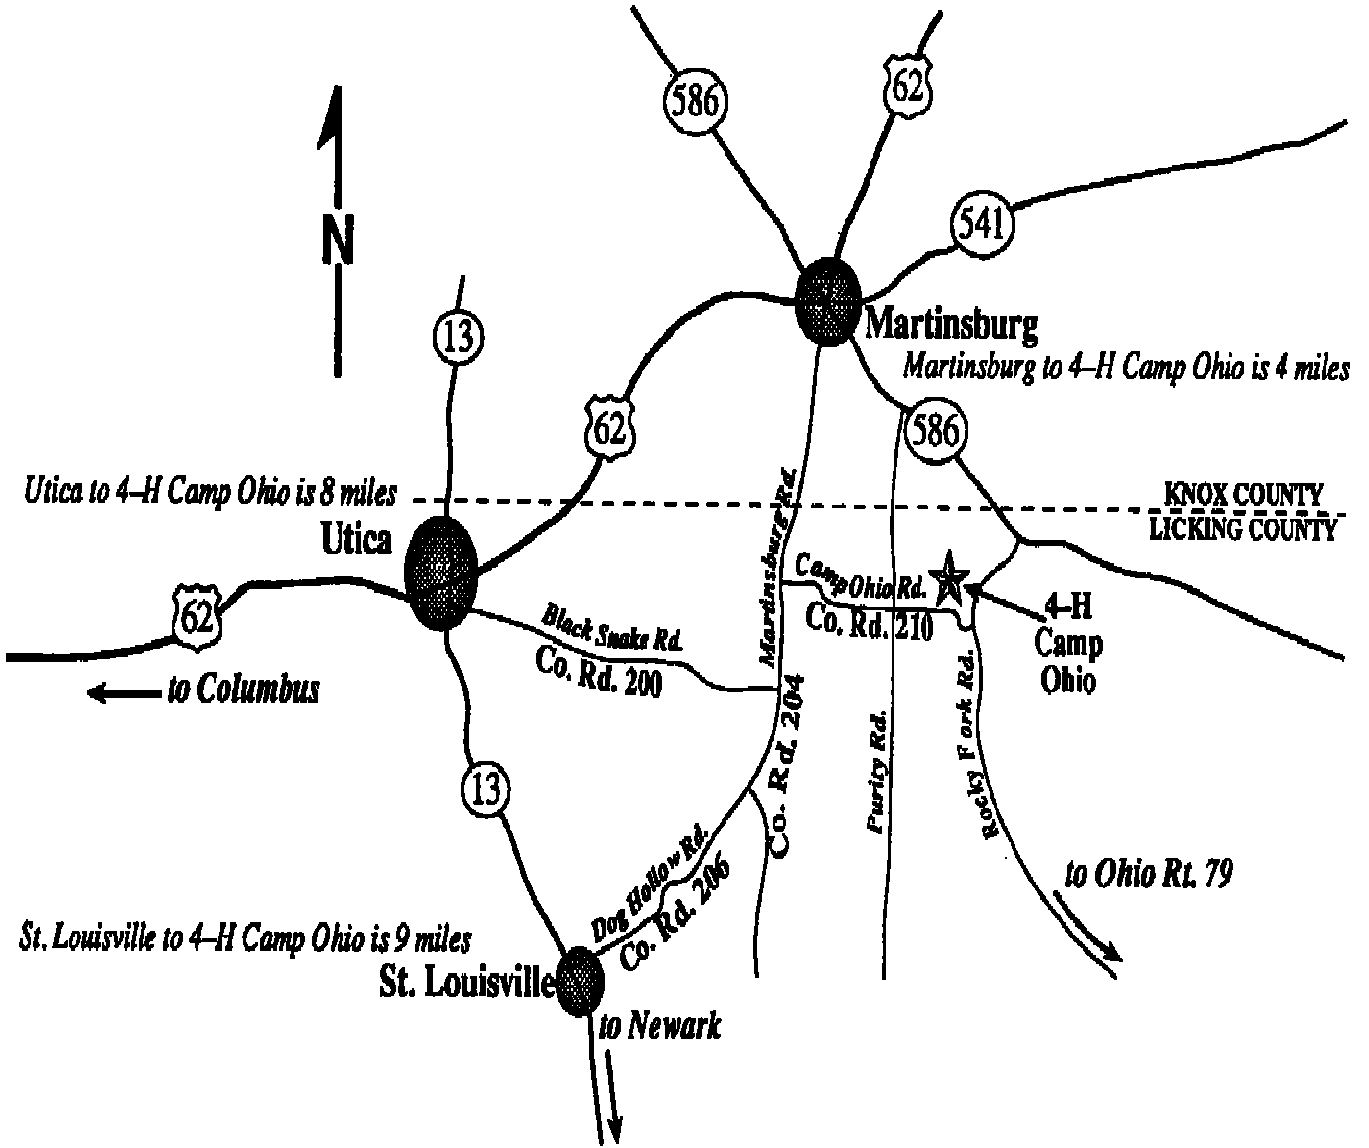 586
62
541
N
13
Martinsburg
Martinsburg to 4–H Camp Ohio is 4 miles
62
586
Utica to 4–H Camp Ohio is 8 miles
KNOX COUNTY
LICKING COUNTY
Utica
Martinsburg Rd.
Camp Ohio Rd.
Co. Rd. 210
62
Black Snake Rd.
Co. Rd. 200
4–H
Camp
Ohio
to Columbus
Co. Rd. 204
Purity Rd.
Rocky Fork Rd.
13
Dog Hollow Rd.
Co. Rd. 206
to Ohio Rt. 79
St. Louisville to 4–H Camp Ohio is 9 miles
St. Louisville
to Newark